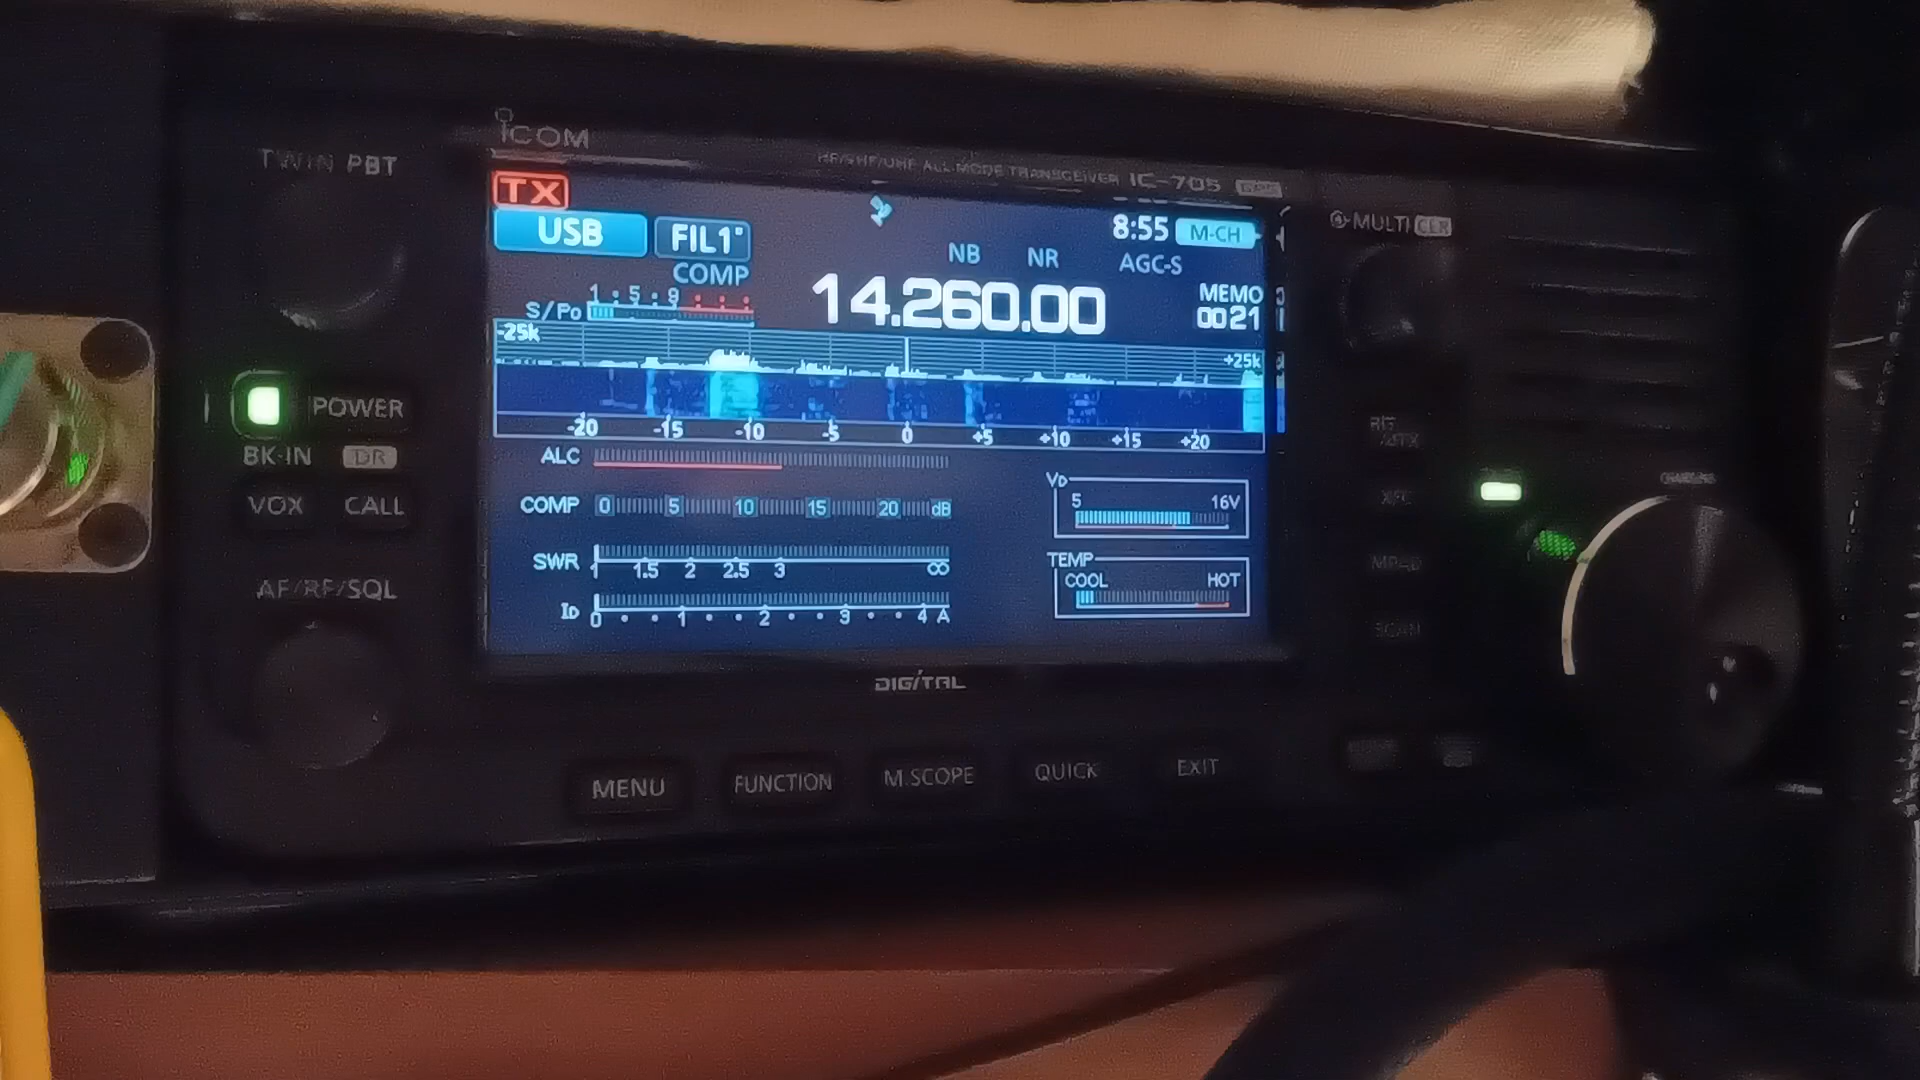 ICOM
HF/VHF/UHF ALL MODE TRANSCEIVER IC-705 GPS
TWIN PBT
MULTI CLR
TX
USB FIL1
8:55 M-CH
COMP NB NR AGC-S
S/Po 1 5 9
14.260.00
MEMO
0021
-25k
+25k
-20 -15 -10 -5 0 +5 +10 +15 +20
POWER
BK-IN DR
VOX CALL
AF/RF/SQL
ALC
COMP 0 5 10 15 20 dB
SWR 1 1.5 2 2.5 3 ∞
ID 0 1 2 3 4 A
VD
5 16V
TEMP
COOL HOT
XFC
MPAD
SCAN
DIGITAL
MENU FUNCTION M.SCOPE QUICK EXIT